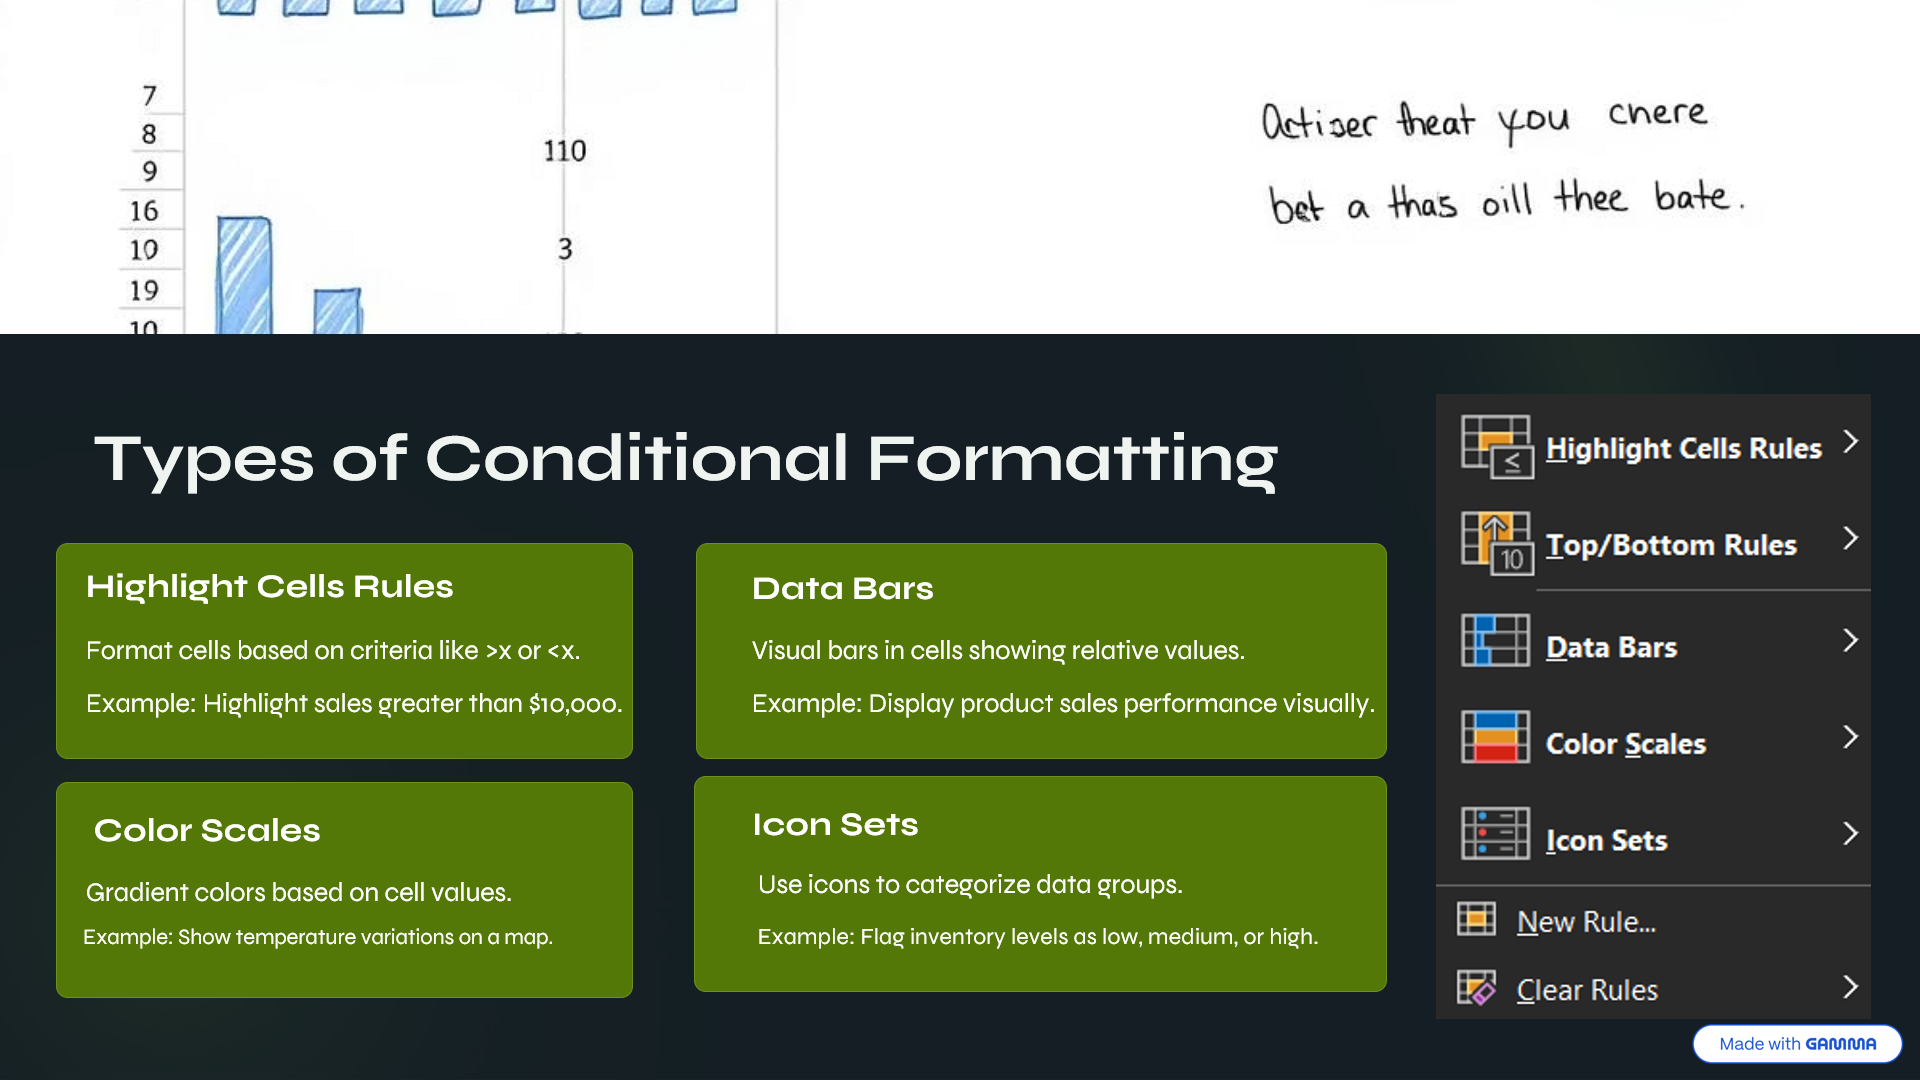 7
8
9
16
10
19
10
110
3
Actiser theat you cnere
bet a thas oill thee bate.
Types of Conditional Formatting
Highlight Cells Rules
Format cells based on criteria like >x or <x.
Example: Highlight sales greater than $10,000.
Data Bars
Visual bars in cells showing relative values.
Example: Display product sales performance visually.
Color Scales
Gradient colors based on cell values.
Example: Show temperature variations on a map.
Icon Sets
Use icons to categorize data groups.
Example: Flag inventory levels as low, medium, or high.
≤ Highlight Cells Rules
10 Top/Bottom Rules
Data Bars
Color Scales
Icon Sets
New Rule...
Clear Rules
Made with GAMMA